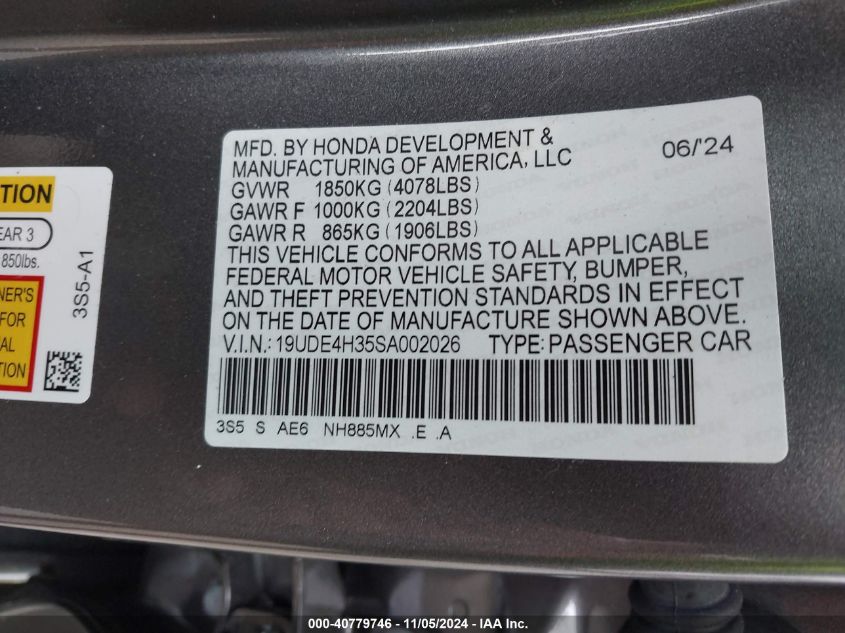 TION
EAR 3
850lbs.
NER'S
FOR
AL
TION
3S5-A1
MFD. BY HONDA DEVELOPMENT &
MANUFACTURING OF AMERICA, LLC 06/'24
GVWR 1850KG (4078LBS)
GAWR F 1000KG (2204LBS)
GAWR R 865KG (1906LBS)
THIS VEHICLE CONFORMS TO ALL APPLICABLE
FEDERAL MOTOR VEHICLE SAFETY, BUMPER,
AND THEFT PREVENTION STANDARDS IN EFFECT
ON THE DATE OF MANUFACTURE SHOWN ABOVE.
V.I.N.: 19UDE4H35SA002026 TYPE: PASSENGER CAR
3S5 S AE6 NH885MX .E .A
000-40779746 - 11/05/2024 - IAA Inc.